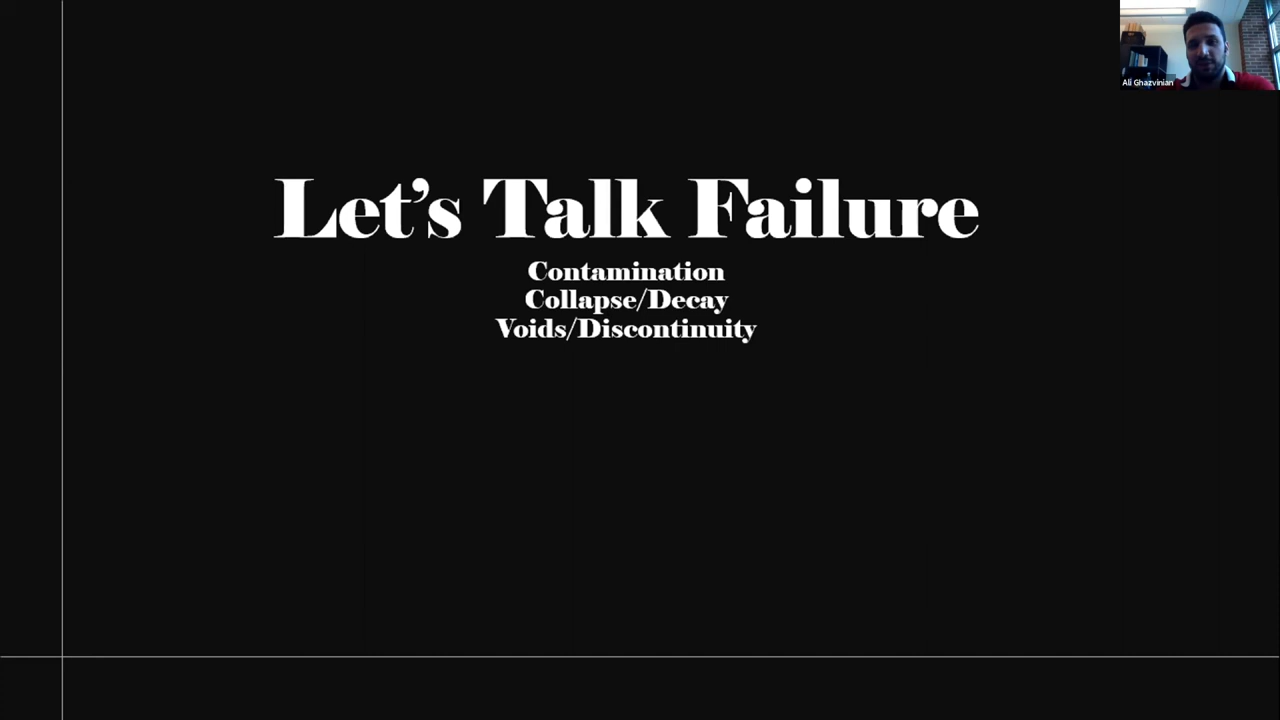 Let's Talk Failure
Contamination
Collapse/Decay
Voids/Discontinuity
Ali Ghazvinian